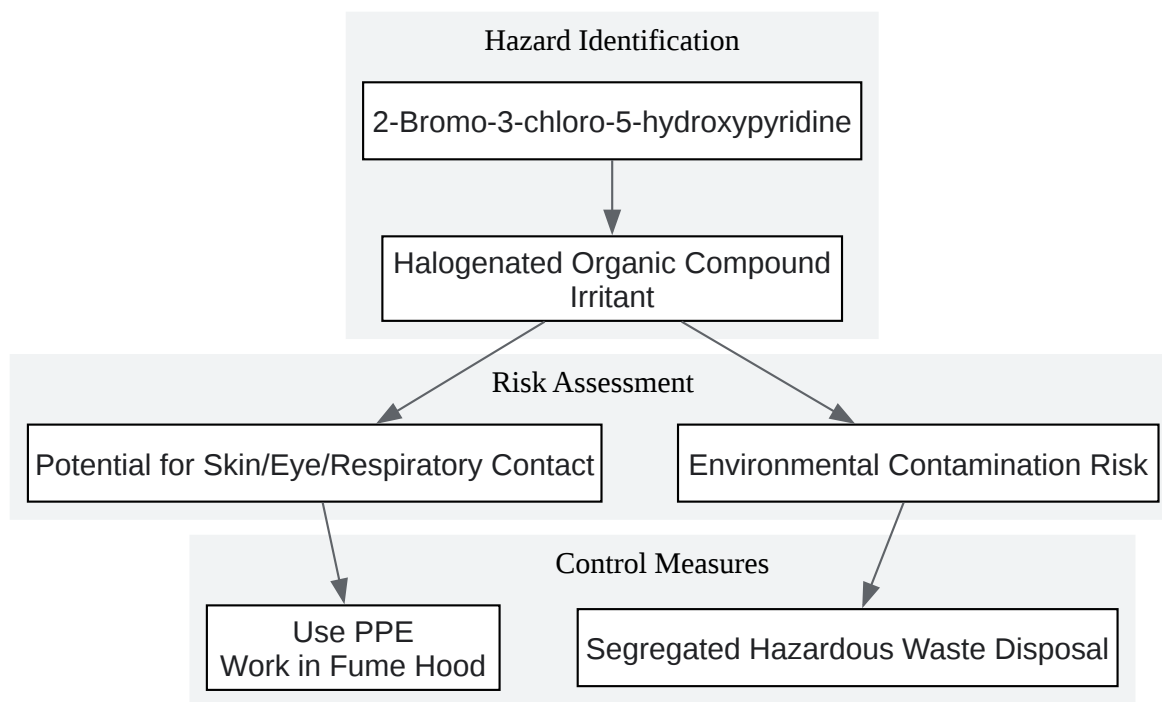 Hazard Identification
2-Bromo-3-chloro-5-hydroxypyridine
Halogenated Organic Compound
Irritant
Risk Assessment
Potential for Skin/Eye/Respiratory Contact
Environmental Contamination Risk
Control Measures
Use PPE
Work in Fume Hood
Segregated Hazardous Waste Disposal